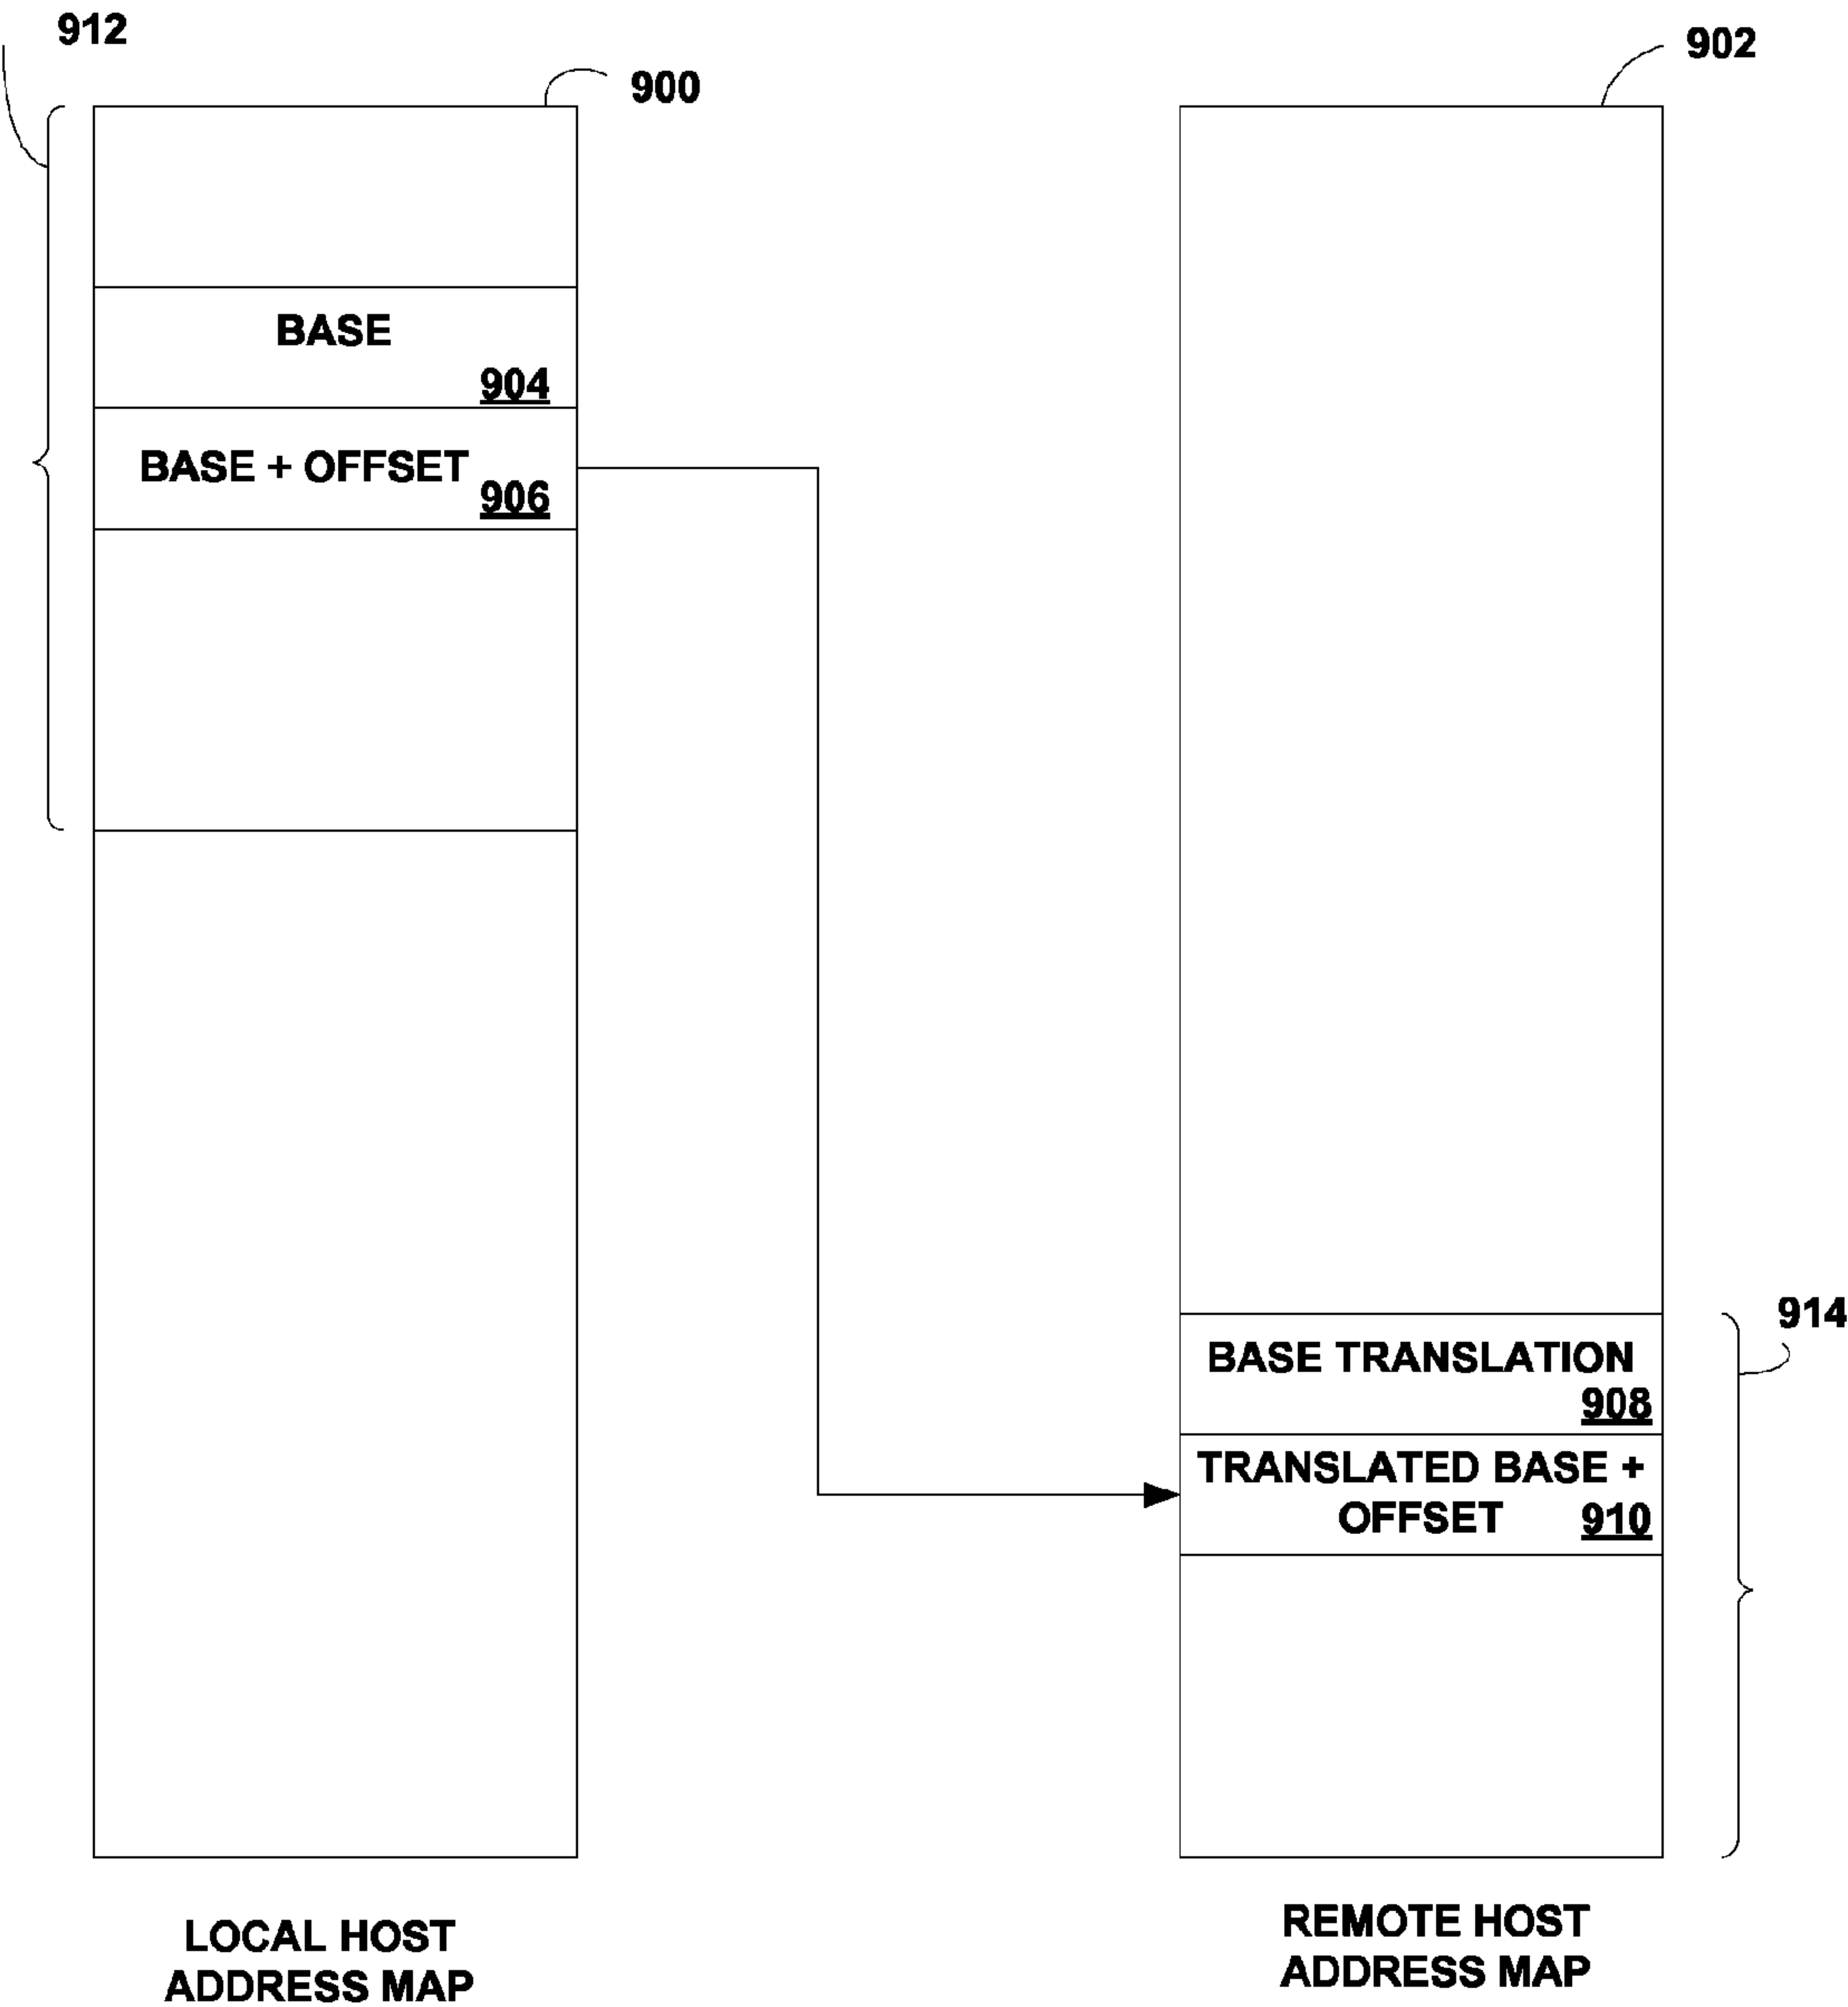 912
900
902
BASE
904
BASE + OFFSET
906
914
BASE TRANSLATION
908
TRANSLATED BASE +
OFFSET
910
LOCAL HOST
ADDRESS MAP
REMOTE HOST
ADDRESS MAP